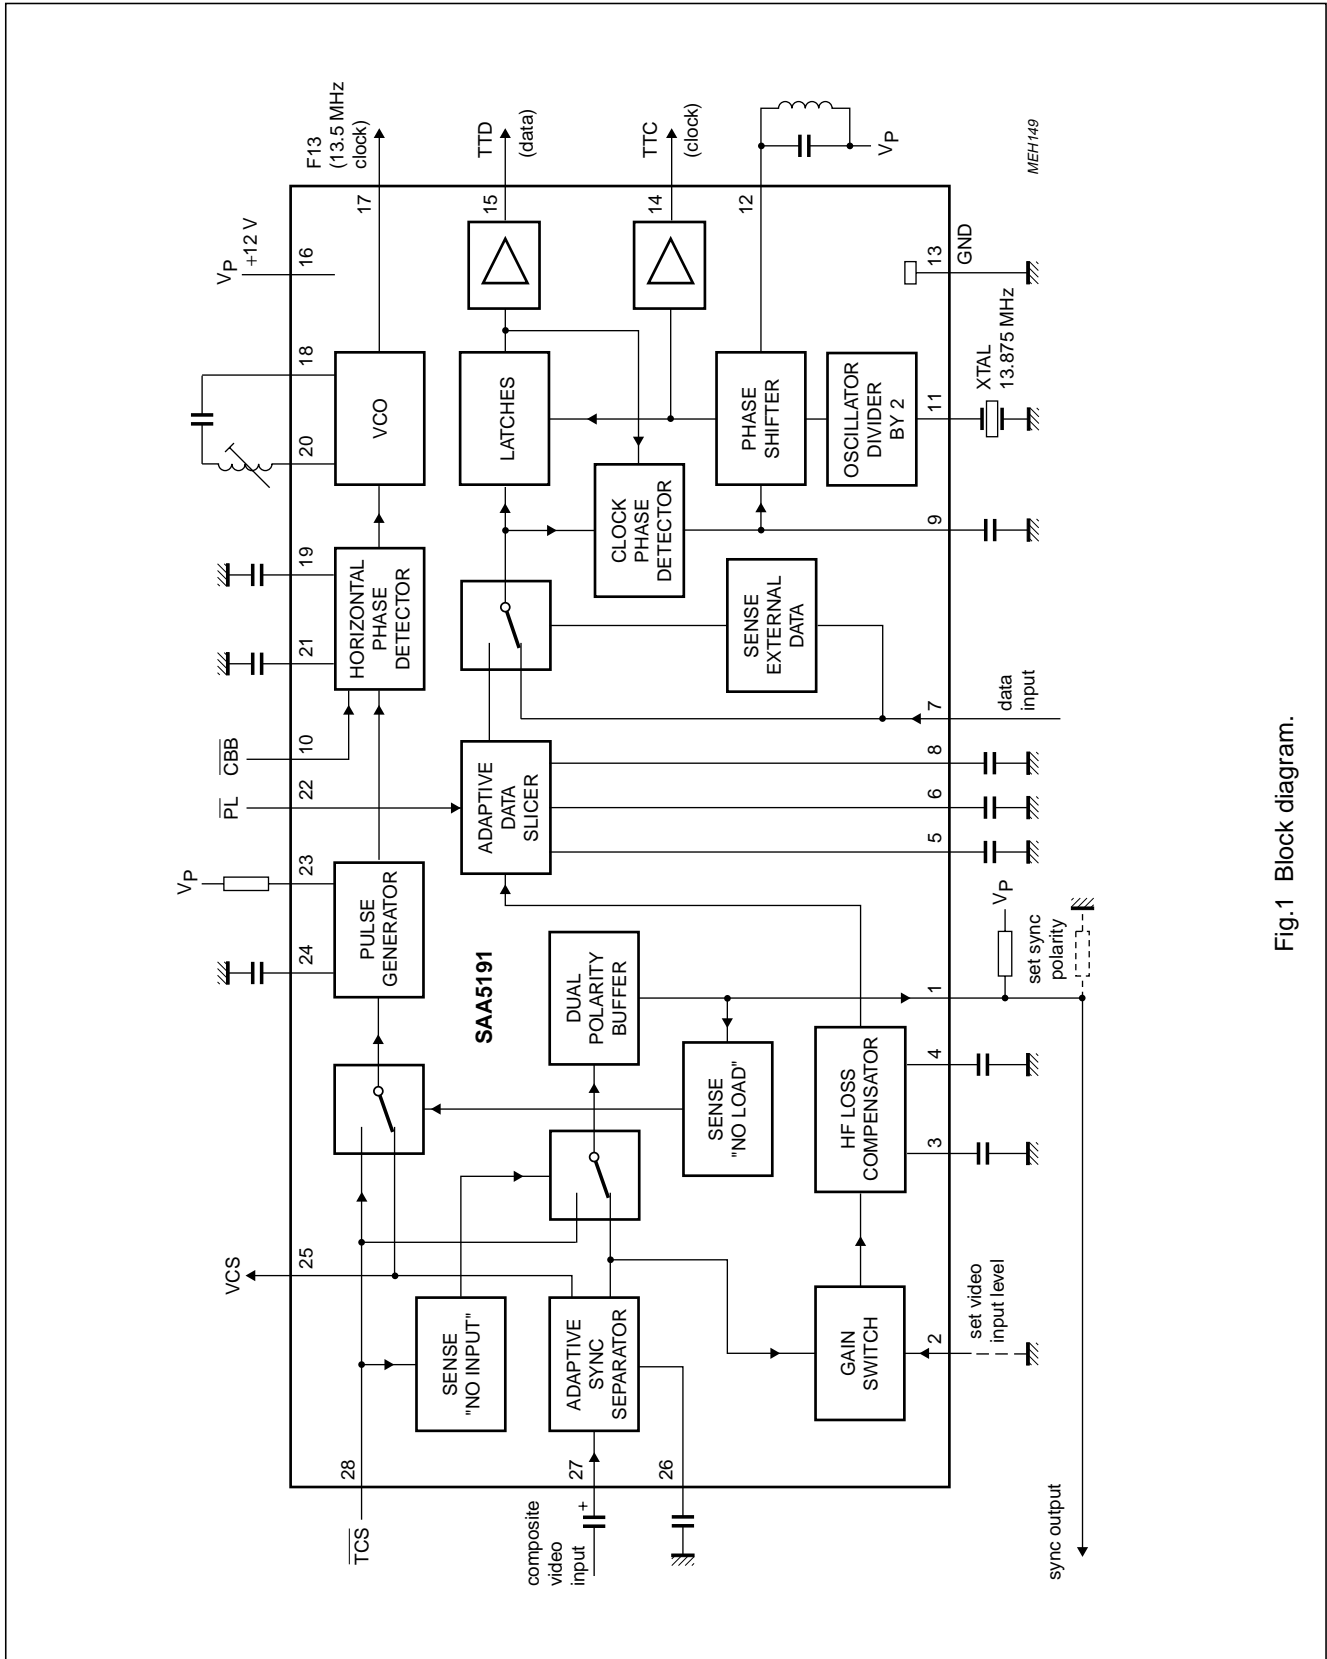 TCS
28
VCS
25
24
V_P
23
PL
22
CBB
10
21
19
20
18
V_P
+12 V
16
F13
(13.5 MHz
clock)
17
PULSE
GENERATOR
HORIZONTAL
PHASE
DETECTOR
VCO
SENSE
"NO INPUT"
SAA5191
composite
video
input
+
27
26
ADAPTIVE
SYNC
SEPARATOR
DUAL
POLARITY
BUFFER
ADAPTIVE
DATA
SLICER
LATCHES
15
TTD
(data)
SENSE
"NO LOAD"
CLOCK
PHASE
DETECTOR
14
TTC
(clock)
GAIN
SWITCH
HF LOSS
COMPENSATOR
SENSE
EXTERNAL
DATA
PHASE
SHIFTER
12
V_P
OSCILLATOR
DIVIDER
BY 2
2
3
4
1
5
6
8
7
9
11
13
GND
set video
input level
V_P
set sync
polarity
data
input
XTAL
13.875 MHz
MEH149
sync output
Fig.1 Block diagram.